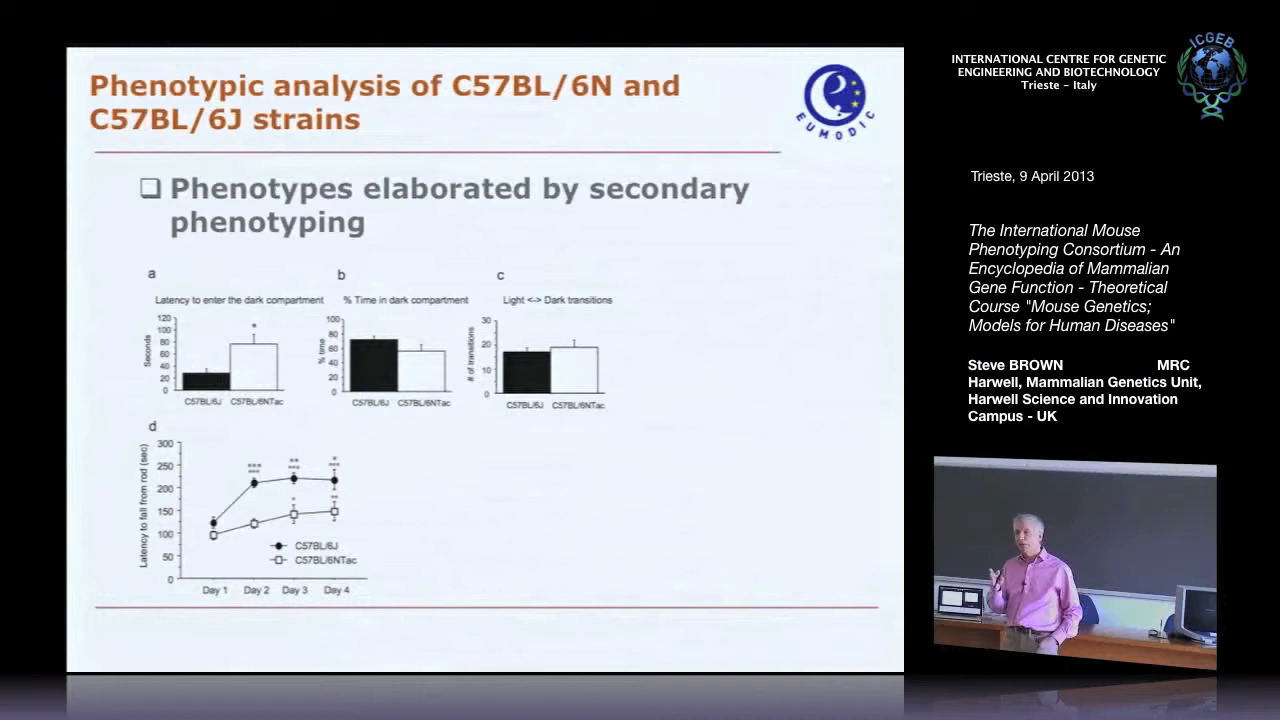 Phenotypic analysis of C57BL/6N and
C57BL/6J strains
EUMODIC
❑ Phenotypes elaborated by secondary
phenotyping
a
Latency to enter the dark compartment
Seconds
120
100
80
60
40
20
0
*
C57BL/6J
C57BL/6NTac
b
% Time in dark compartment
% time
100
80
60
40
20
0
C57BL/6J
C57BL/6NTac
c
Light <-> Dark transitions
# of transitions
30
20
10
0
C57BL/6J
C57BL/6NTac
d
Latency to fall from rod (sec)
300
250
200
150
100
50
0
***
***
**
***
*
***
*
**
C57BL/6J
C57BL/6NTac
Day 1
Day 2
Day 3
Day 4
INTERNATIONAL CENTRE FOR GENETIC
ENGINEERING AND BIOTECHNOLOGY
Trieste - Italy
ICGEB
Trieste, 9 April 2013
The International Mouse
Phenotyping Consortium - An
Encyclopedia of Mammalian
Gene Function - Theoretical
Course "Mouse Genetics;
Models for Human Diseases"
Steve BROWN MRC
Harwell, Mammalian Genetics Unit,
Harwell Science and Innovation
Campus - UK